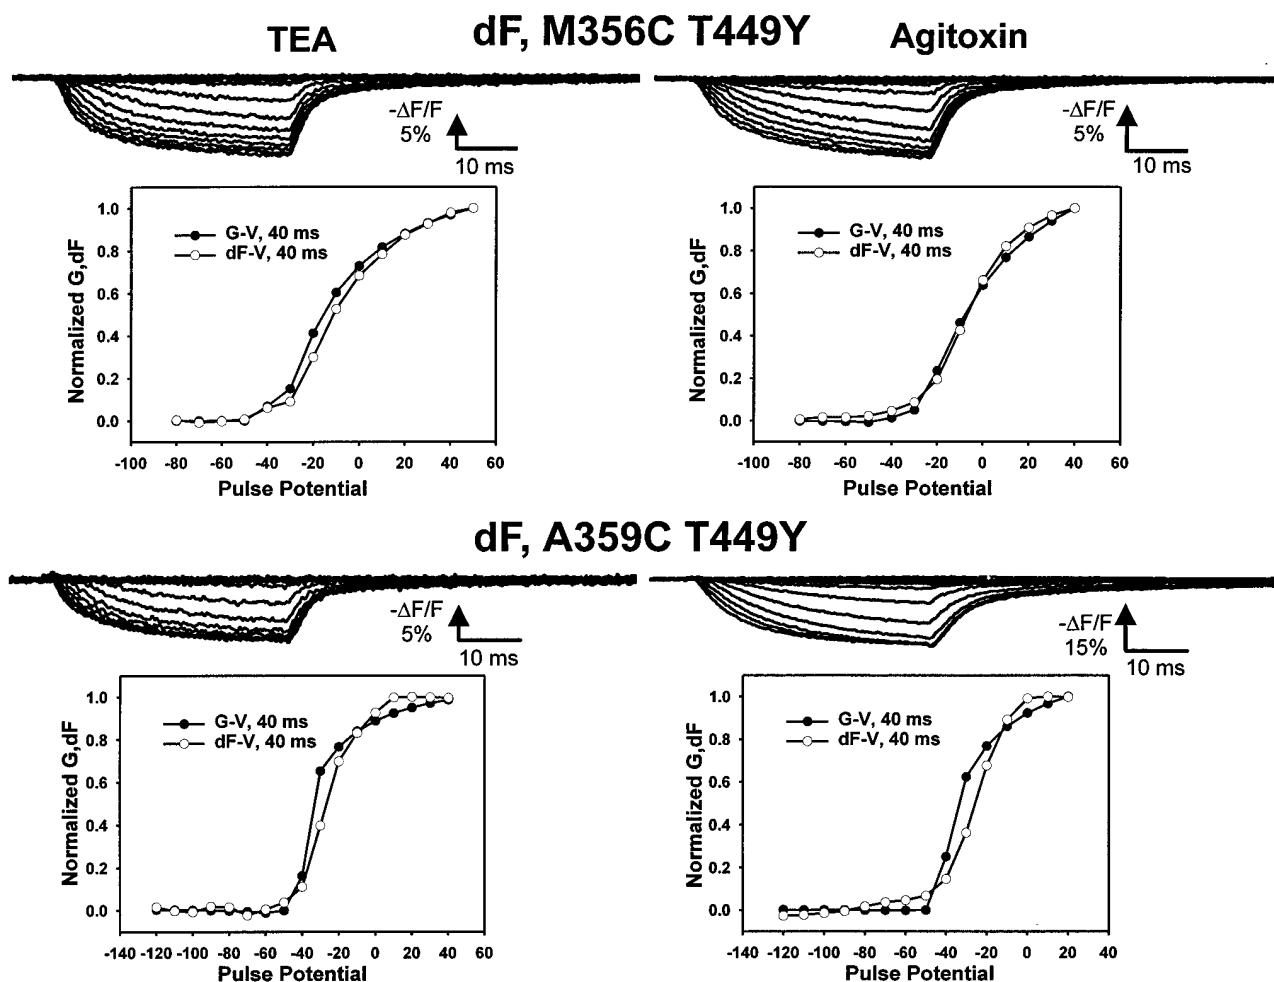 TEA
dF, M356C T449Y
Agitoxin
-ΔF/F
5%
10 ms
-ΔF/F
5%
10 ms
Normalized G,dF
1.0
0.8
0.6
0.4
0.2
0.0
G-V, 40 ms
dF-V, 40 ms
-100 -80 -60 -40 -20 0 20 40 60
Pulse Potential
Normalized G,dF
1.0
0.8
0.6
0.4
0.2
0.0
G-V, 40 ms
dF-V, 40 ms
-100 -80 -60 -40 -20 0 20 40 60
Pulse Potential
dF, A359C T449Y
-ΔF/F
5%
10 ms
-ΔF/F
15%
10 ms
Normalized G,dF
1.0
0.8
0.6
0.4
0.2
0.0
G-V, 40 ms
dF-V, 40 ms
-140 -120 -100 -80 -60 -40 -20 0 20 40 60
Pulse Potential
Normalized G,dF
1.0
0.8
0.6
0.4
0.2
0.0
G-V, 40 ms
dF-V, 40 ms
-140 -120 -100 -80 -60 -40 -20 0 20 40
Pulse Potential